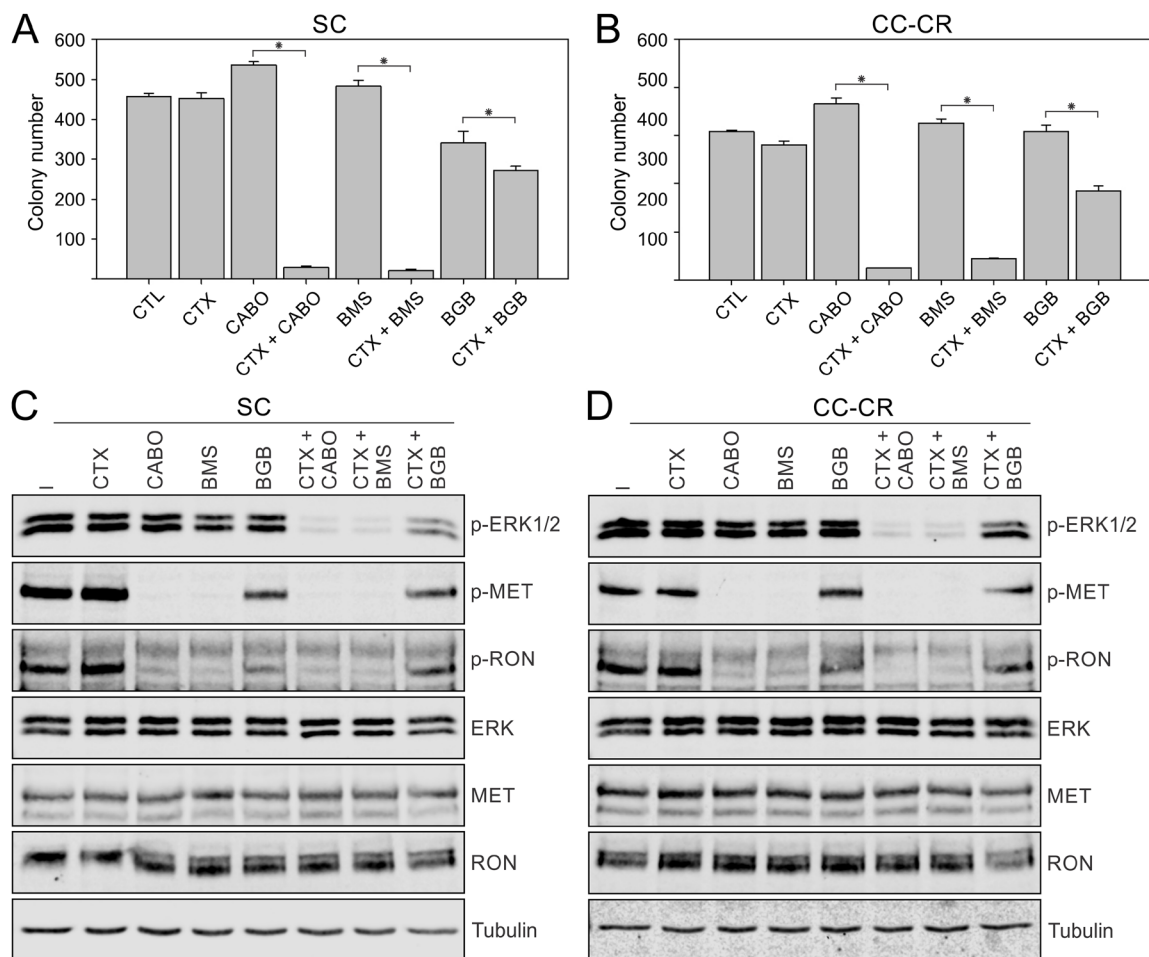 A
SC
600
500
400
300
200
100
Colony number
*
*
*
CTL
CTX
CABO
CTX + CABO
BMS
CTX + BMS
BGB
CTX + BGB
B
CC-CR
600
500
400
300
200
100
Colony number
*
*
*
CTL
CTX
CABO
CTX + CABO
BMS
CTX + BMS
BGB
CTX + BGB
C
SC
–
CTX
CABO
BMS
BGB
CTX +
CABO
CTX +
BMS
CTX +
BGB
p-ERK1/2
p-MET
p-RON
ERK
MET
RON
Tubulin
D
CC-CR
–
CTX
CABO
BMS
BGB
CTX +
CABO
CTX +
BMS
CTX +
BGB
p-ERK1/2
p-MET
p-RON
ERK
MET
RON
Tubulin